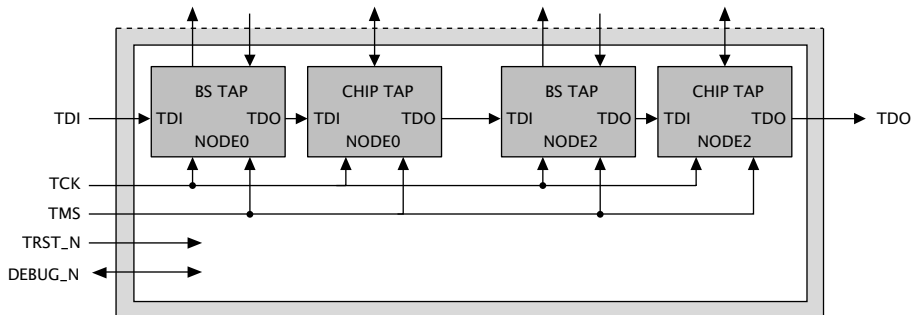 BS TAP
CHIP TAP
BS TAP
CHIP TAP
TDI
TDI
TDO
TDI
TDO
TDI
TDO
TDI
TDO
TDO
NODE0
NODE0
NODE2
NODE2
TCK
TMS
TRST_N
DEBUG_N